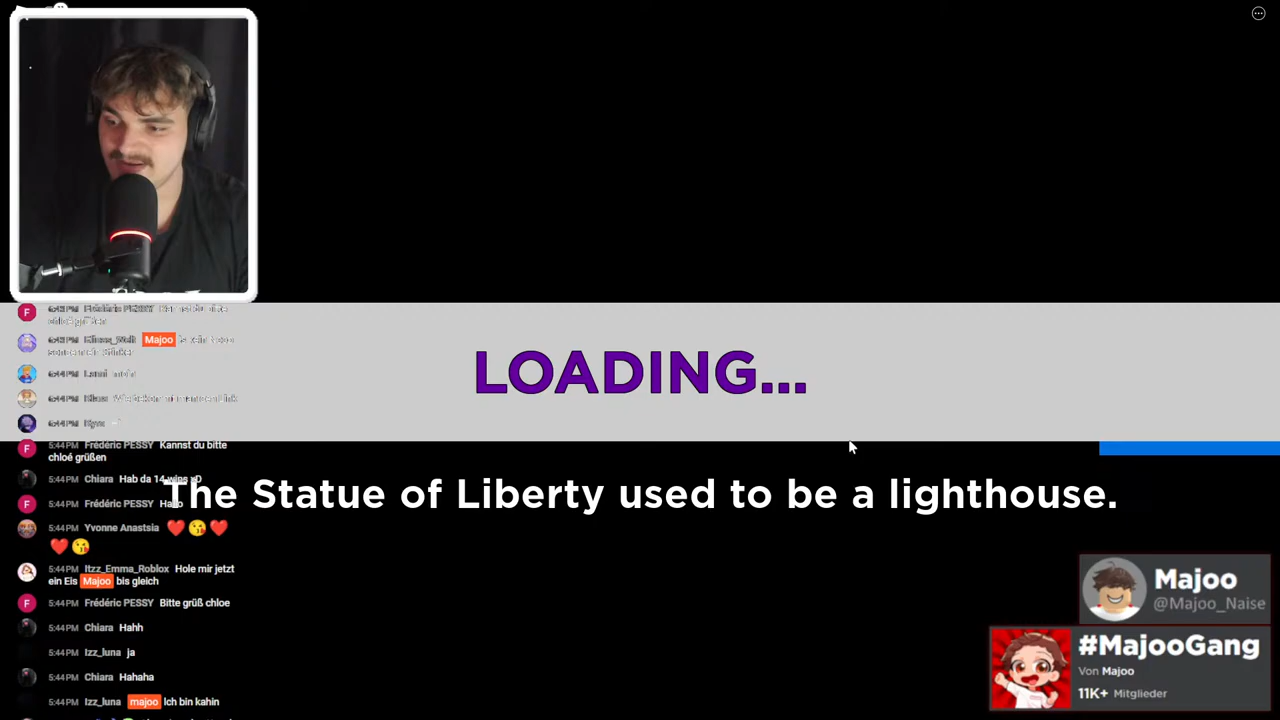 LOADING...
The Statue of Liberty used to be a lighthouse.
Majoo
5:44 PM Frédéric PESSY Kannst du bitte
chloé grüßen
5:44 PM Chiara Hab da 14 wins xD
5:44 PM Frédéric PESSY Hallo
5:44 PM Yvonne Anastsia
5:44 PM Itzz_Emma_Roblox Hole mir jetzt
ein Eis Majoo bis gleich
5:44 PM Frédéric PESSY Bitte grüß chloe
5:44 PM Chiara Hahh
5:44 PM Izz_luna ja
5:44 PM Chiara Hahaha
5:44 PM Izz_luna majoo Ich bin kahin
Majoo
@Majoo_Naise
#MajooGang
Von Majoo
11K+ Mitglieder